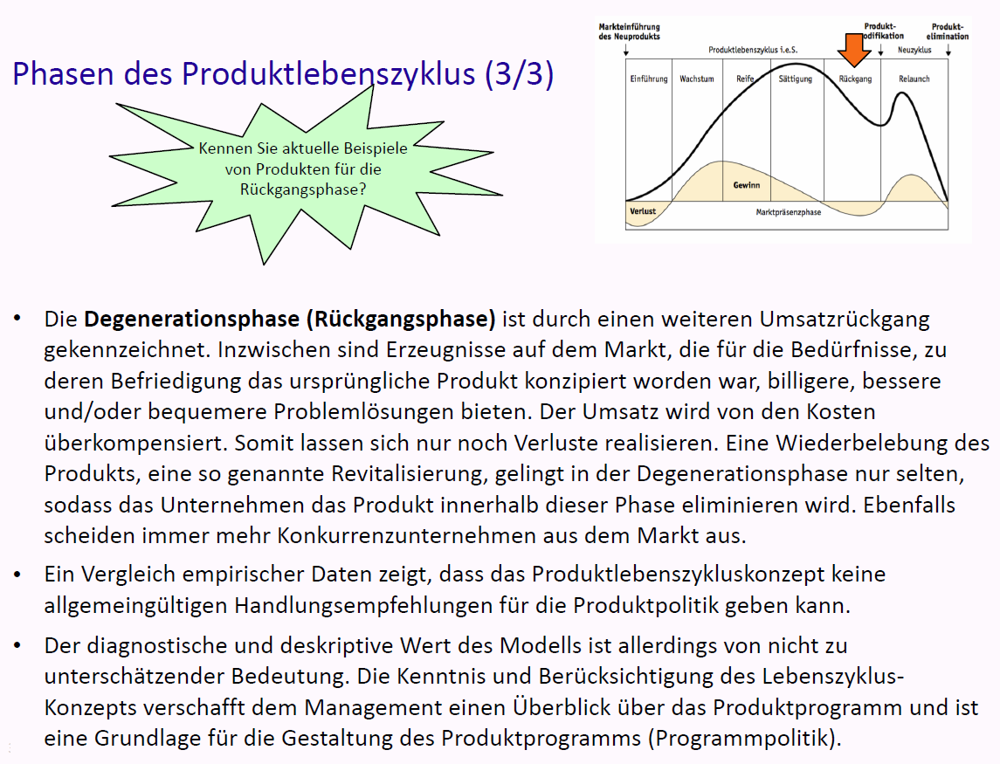 Phasen des Produktlebenszyklus (3/3)
Kennen Sie aktuelle Beispiele
von Produkten für die
Rückgangsphase?
Markteinführung
des Neuprodukts
Produkt-
odifikation
Produkt-
elimination
Produktlebenszyklus i.e.S.
Neuzyklus
Einführung
Wachstum
Reife
Sättigung
Rückgang
Relaunch
Gewinn
Verlust
Marktpräsenzphase
• Die Degenerationsphase (Rückgangsphase) ist durch einen weiteren Umsatzrückgang
gekennzeichnet. Inzwischen sind Erzeugnisse auf dem Markt, die für die Bedürfnisse, zu
deren Befriedigung das ursprüngliche Produkt konzipiert worden war, billigere, bessere
und/oder bequemere Problemlösungen bieten. Der Umsatz wird von den Kosten
überkompensiert. Somit lassen sich nur noch Verluste realisieren. Eine Wiederbelebung des
Produkts, eine so genannte Revitalisierung, gelingt in der Degenerationsphase nur selten,
sodass das Unternehmen das Produkt innerhalb dieser Phase eliminieren wird. Ebenfalls
scheiden immer mehr Konkurrenzunternehmen aus dem Markt aus.
• Ein Vergleich empirischer Daten zeigt, dass das Produktlebenszykluskonzept keine
allgemeingültigen Handlungsempfehlungen für die Produktpolitik geben kann.
• Der diagnostische und deskriptive Wert des Modells ist allerdings von nicht zu
unterschätzender Bedeutung. Die Kenntnis und Berücksichtigung des Lebenszyklus-
Konzepts verschafft dem Management einen Überblick über das Produktprogramm und ist
eine Grundlage für die Gestaltung des Produktprogramms (Programmpolitik).